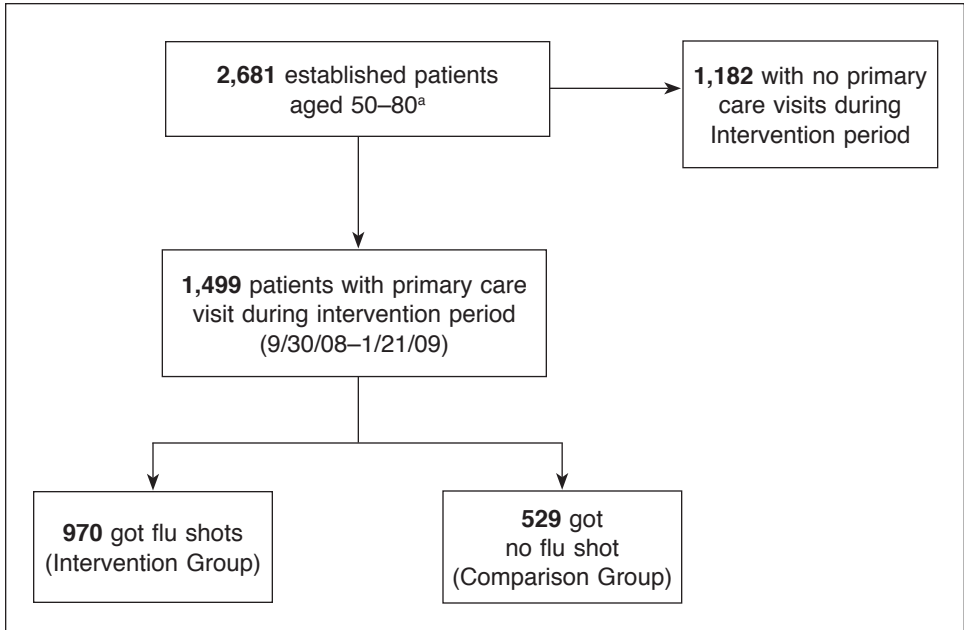 2,681 established patients
aged 50–80ᵃ
1,182 with no primary
care visits during
Intervention period
1,499 patients with primary care
visit during intervention period
(9/30/08–1/21/09)
970 got flu shots
(Intervention Group)
529 got
no flu shot
(Comparison Group)